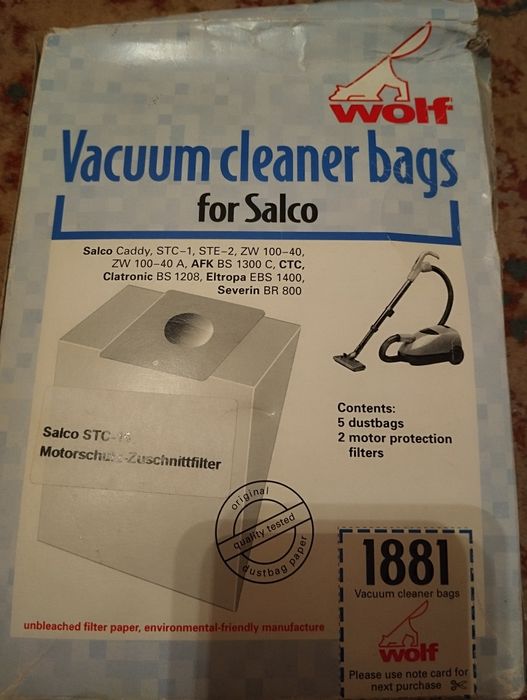 wolf
Vacuum cleaner bags
for Salco
Salco Caddy, STC-1, STE-2, ZW 100-40,
ZW 100-40 A, AFK BS 1300 C, CTC,
Clatronic BS 1208, Eltropa EBS 1400,
Severin BR 800
Contents:
5 dustbags
2 motor protection
filters
Salco
Motorschutz-Zuschnittfilter
original
quality tested
dustbag paper
1881
Vacuum cleaner bags
wolf
Please use note card for
next purchase
unbleached filter paper, environmental-friendly manufacture